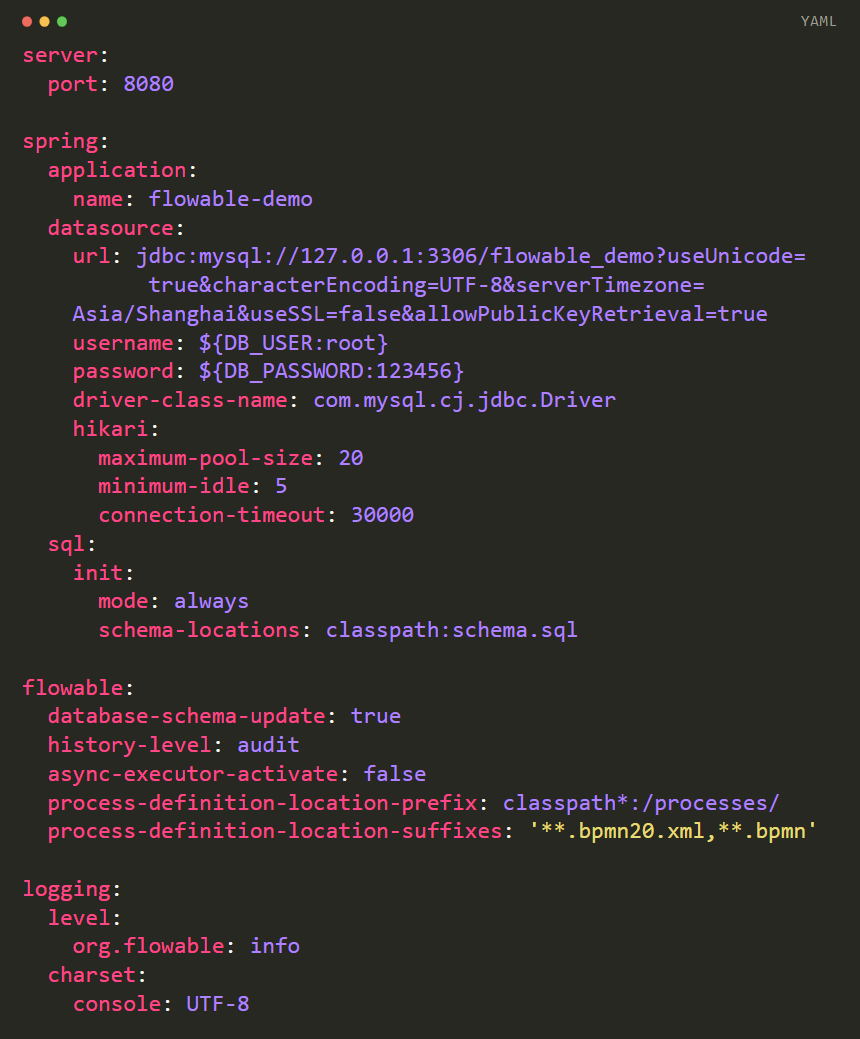 YAML
server:
  port: 8080

spring:
  application:
    name: flowable-demo
  datasource:
    url: jdbc:mysql://127.0.0.1:3306/flowable_demo?useUnicode=
          true&characterEncoding=UTF-8&serverTimezone=
    Asia/Shanghai&useSSL=false&allowPublicKeyRetrieval=true
    username: ${DB_USER:root}
    password: ${DB_PASSWORD:123456}
    driver-class-name: com.mysql.cj.jdbc.Driver
    hikari:
      maximum-pool-size: 20
      minimum-idle: 5
      connection-timeout: 30000
  sql:
    init:
      mode: always
      schema-locations: classpath:schema.sql

flowable:
  database-schema-update: true
  history-level: audit
  async-executor-activate: false
  process-definition-location-prefix: classpath*:/processes/
  process-definition-location-suffixes: '**.bpmn20.xml,**.bpmn'

logging:
  level:
    org.flowable: info
  charset:
    console: UTF-8